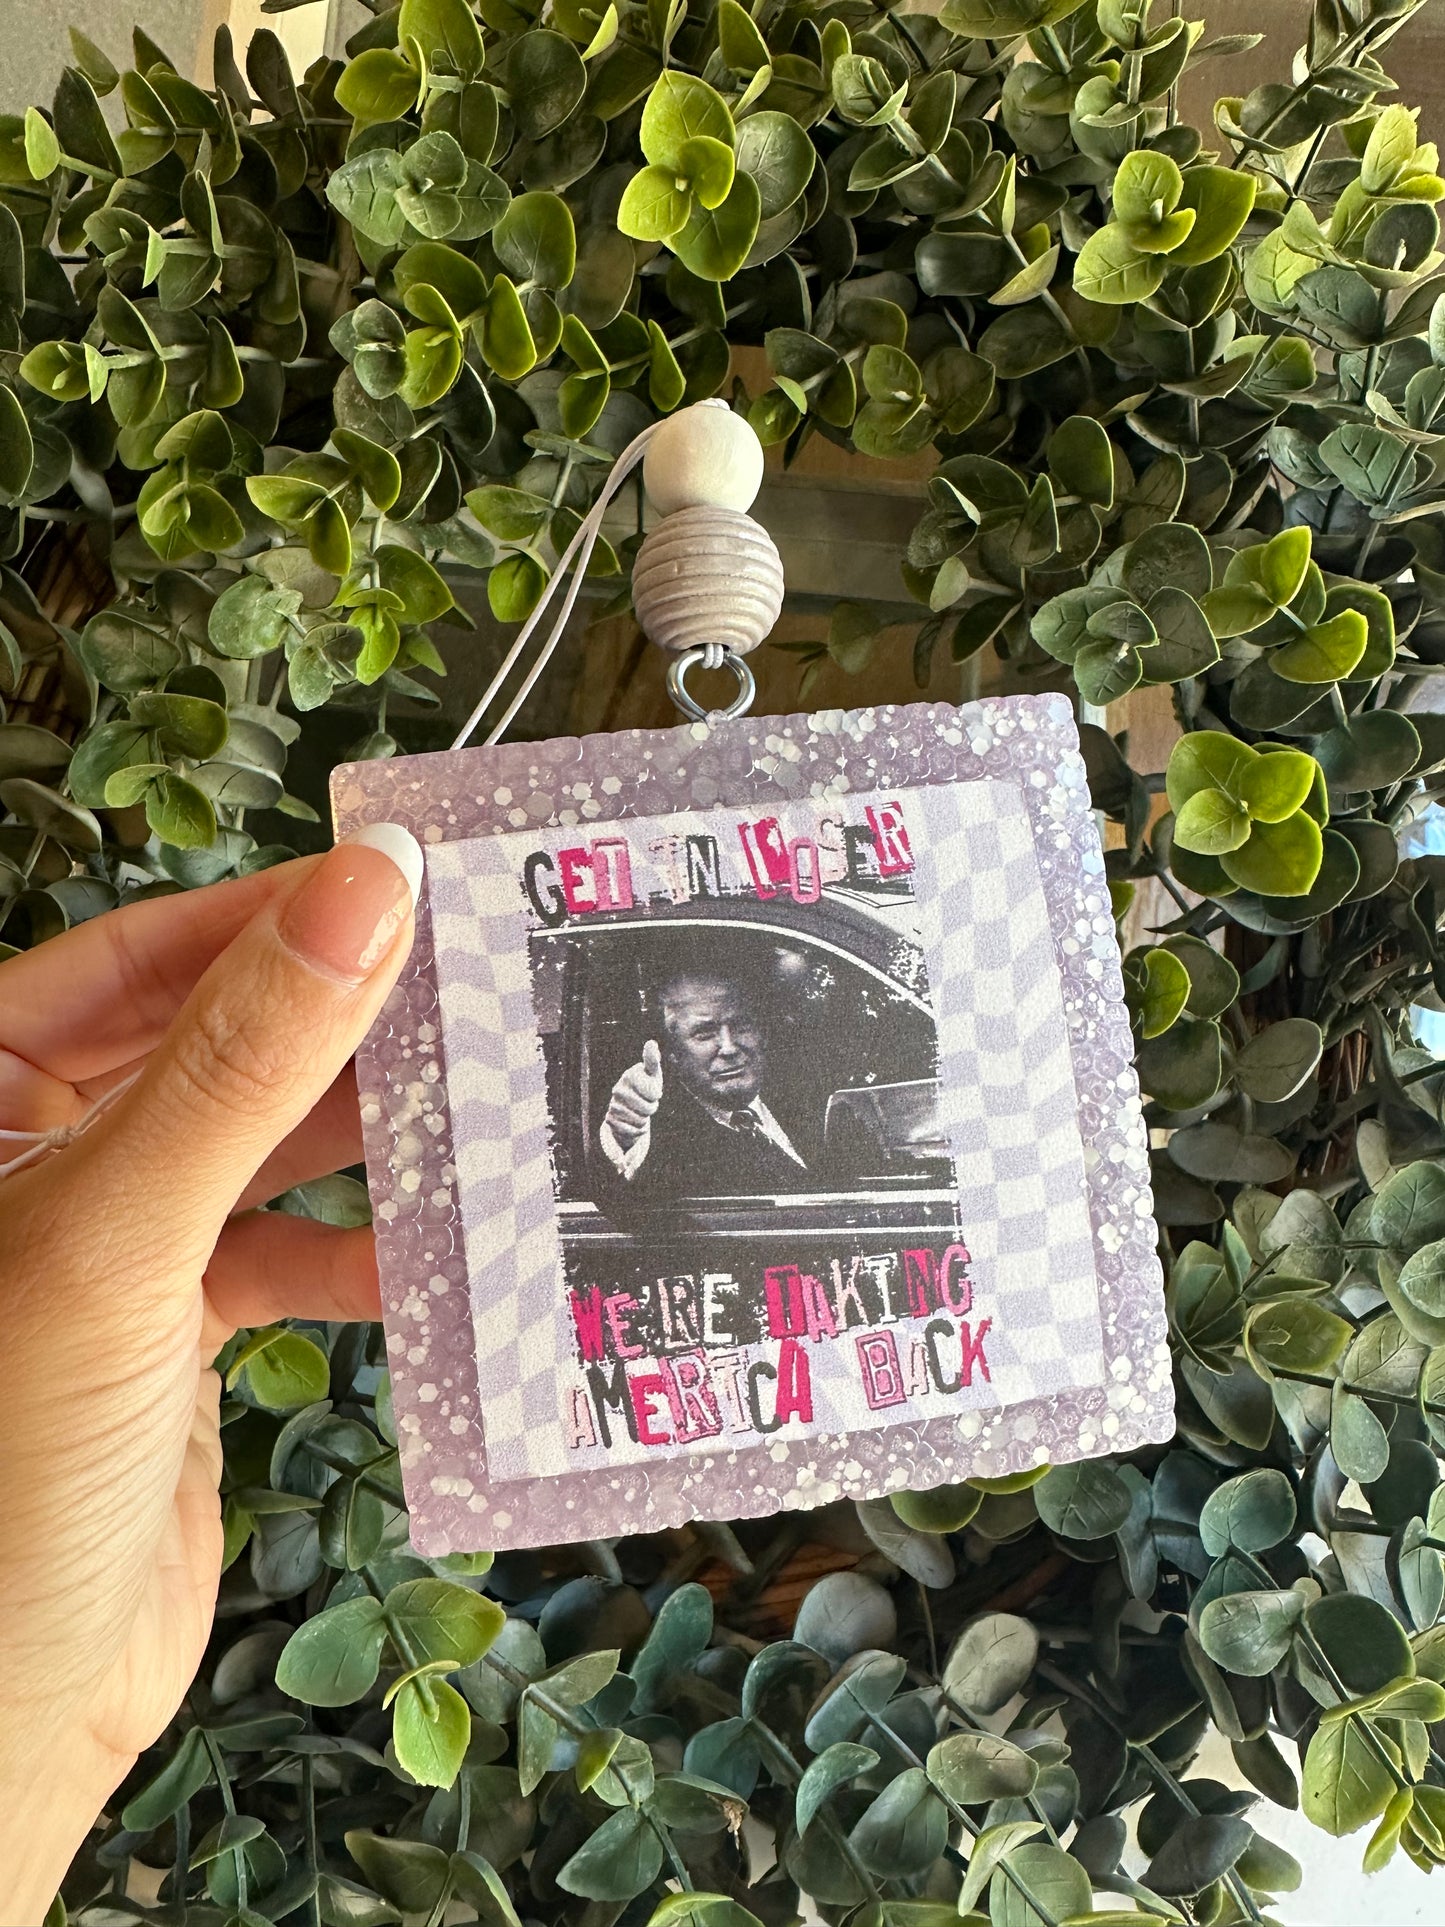 GET IN LOSER
WE'RE TAKING
AMERICA BACK